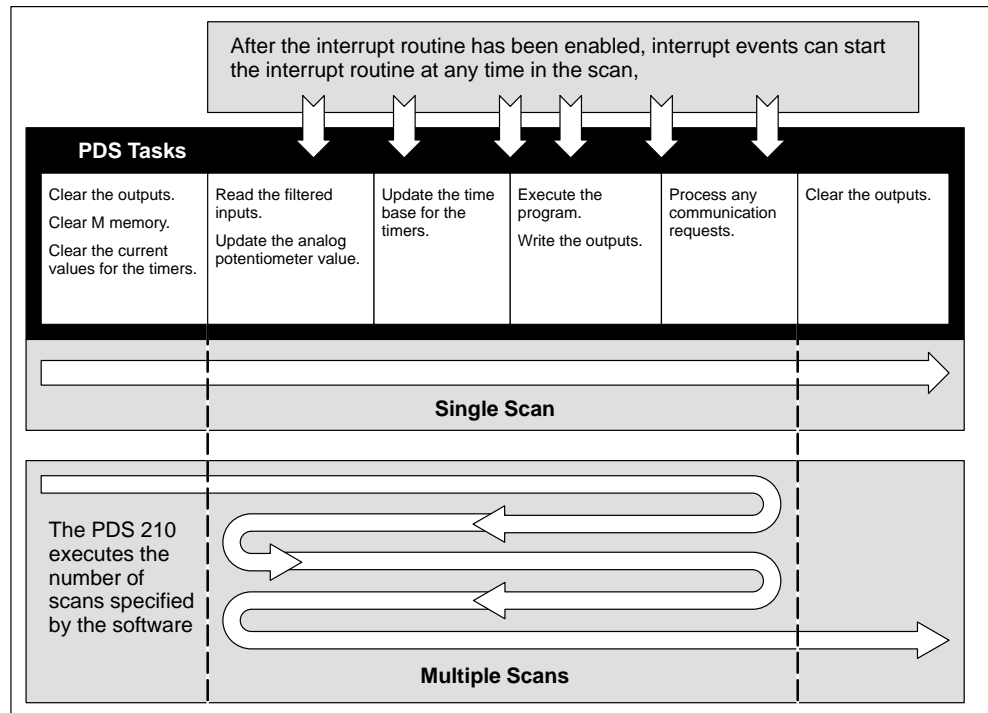 After the interrupt routine has been enabled, interrupt events can start
the interrupt routine at any time in the scan,
PDS Tasks
Clear the outputs.
Clear M memory.
Clear the current
values for the timers.
Read the filtered
inputs.
Update the analog
potentiometer value.
Update the time
base for the
timers.
Execute the
program.
Write the outputs.
Process any
communication
requests.
Clear the outputs.
Single Scan
The PDS 210
executes the
number of
scans specified
by the software
Multiple Scans